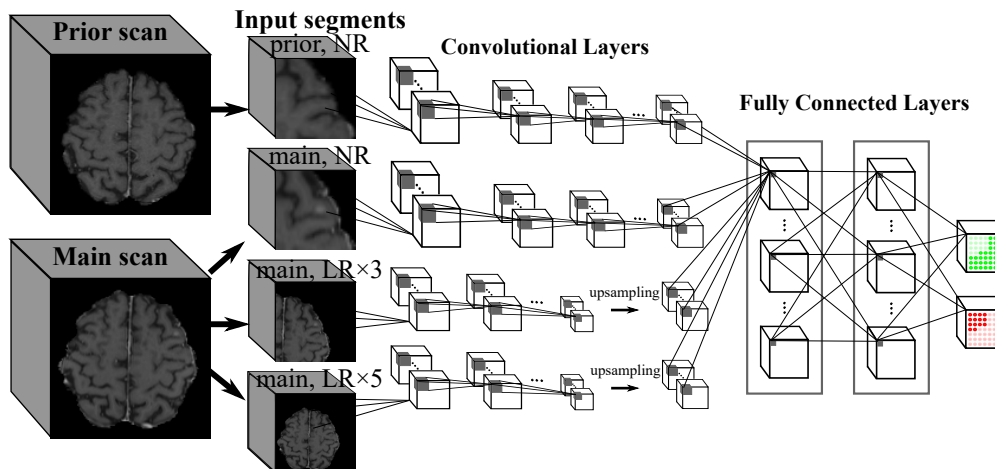 Prior scan
Input segments
prior, NR
Convolutional Layers
...
Fully Connected Layers
main, NR
...
Main scan
main, LR×3
...
upsampling
main, LR×5
...
upsampling